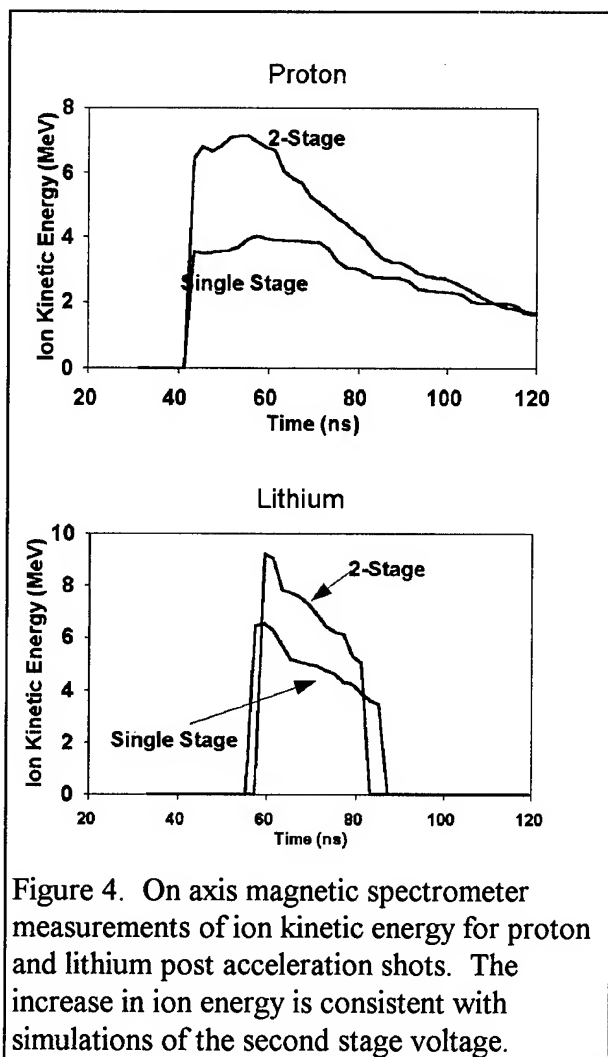 Proton
Ion Kinetic Energy (MeV)
8
6
4
2
0
2-Stage
Single Stage
20 40 60 80 100 120
Time (ns)
Lithium
Ion Kinetic Energy (MeV)
10
8
6
4
2
0
2-Stage
Single Stage
20 40 60 80 100 120
Time (ns)
Figure 4. On axis magnetic spectrometer
measurements of ion kinetic energy for proton
and lithium post acceleration shots. The
increase in ion energy is consistent with
simulations of the second stage voltage.